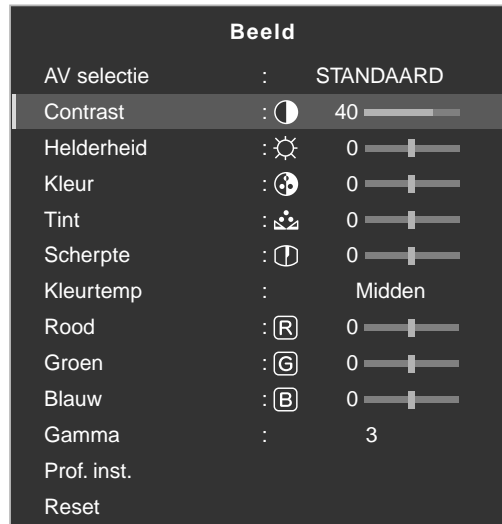 Beeld
AV selectie : STANDAARD
Contrast : 40
Helderheid : 0
Kleur : 0
Tint : 0
Scherpte : 0
Kleurtemp : Midden
Rood : R 0
Groen : G 0
Blauw : B 0
Gamma : 3
Prof. inst.
Reset